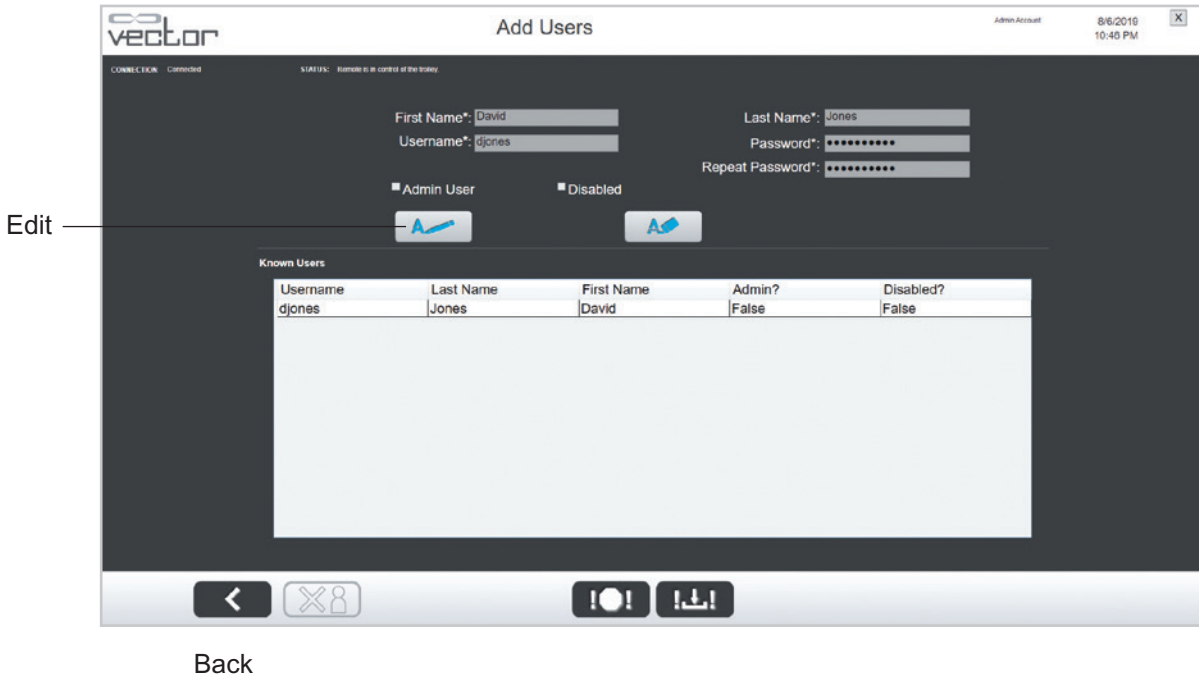 vector
Add Users
Admin Account
8/6/2019
10:46 PM
X
CONNECTION: Connected
STATUS: Remote is in control of the trolley.
First Name*: David
Last Name*: Jones
Username*: djones
Password*: ••••••••••
Repeat Password*: ••••••••••
Admin User
Disabled
Edit
A
A
Known Users
Username Last Name First Name Admin? Disabled?
djones Jones David False False
! !
! !
Back